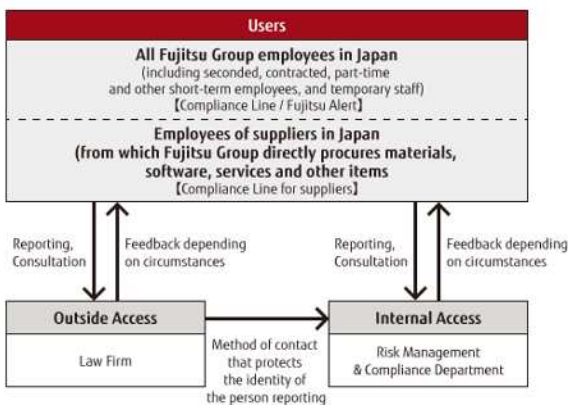 Users
All Fujitsu Group employees in Japan
(including seconded, contracted, part-time
and other short-term employees, and temporary staff)
【Compliance Line / Fujitsu Alert】
Employees of suppliers in Japan
(from which Fujitsu Group directly procures materials,
software, services and other items
【Compliance Line for suppliers】
Reporting,
Consultation
Feedback depending
on circumstances
Reporting,
Consultation
Feedback depending
on circumstances
Outside Access
Law Firm
Method of contact
that protects
the identity of
the person reporting
Internal Access
Risk Management
& Compliance Department